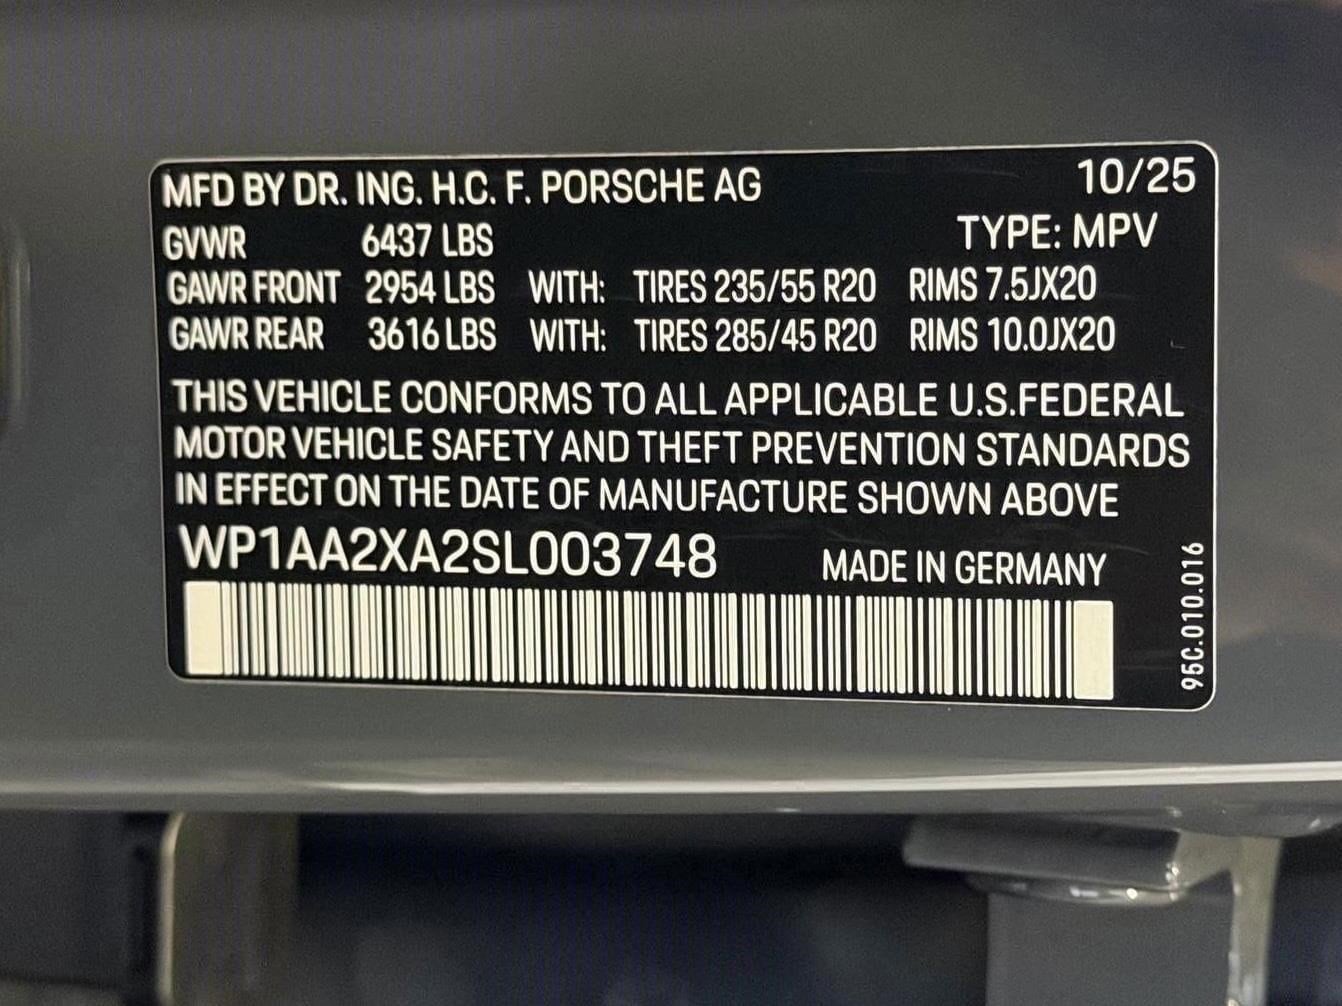 MFD BY DR. ING. H.C. F. PORSCHE AG 10/25
GVWR 6437 LBS TYPE: MPV
GAWR FRONT 2954 LBS WITH: TIRES 235/55 R20 RIMS 7.5JX20
GAWR REAR 3616 LBS WITH: TIRES 285/45 R20 RIMS 10.0JX20
THIS VEHICLE CONFORMS TO ALL APPLICABLE U.S.FEDERAL
MOTOR VEHICLE SAFETY AND THEFT PREVENTION STANDARDS
IN EFFECT ON THE DATE OF MANUFACTURE SHOWN ABOVE
WP1AA2XA2SL003748 MADE IN GERMANY
95C.010.016